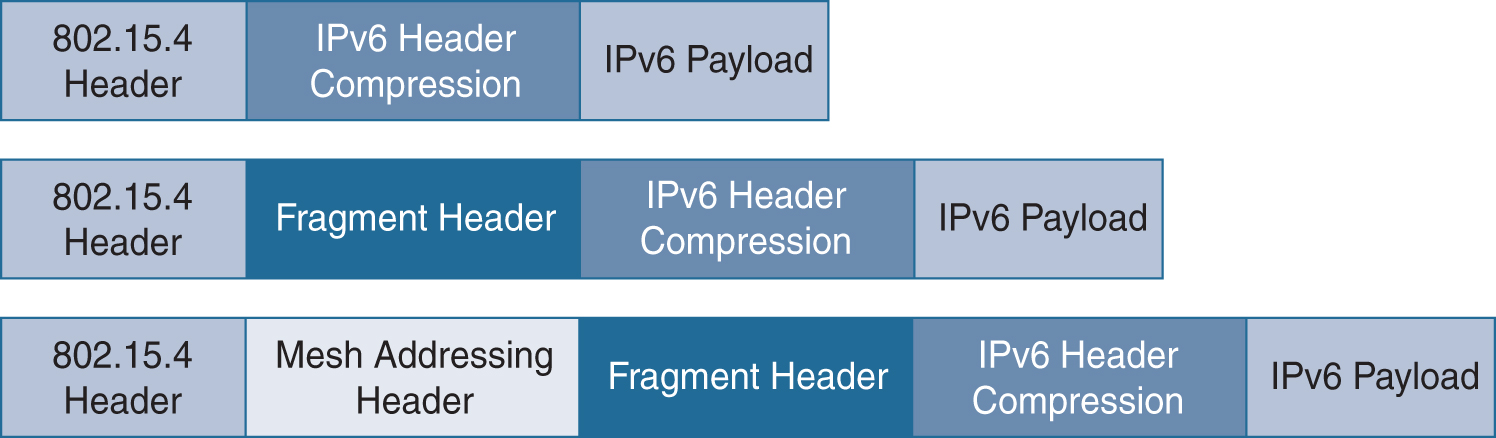 802.15.4
Header
IPv6 Header
Compression
IPv6 Payload
802.15.4
Header
Fragment Header
IPv6 Header
Compression
IPv6 Payload
802.15.4
Header
Mesh Addressing
Header
Fragment Header
IPv6 Header
Compression
IPv6 Payload